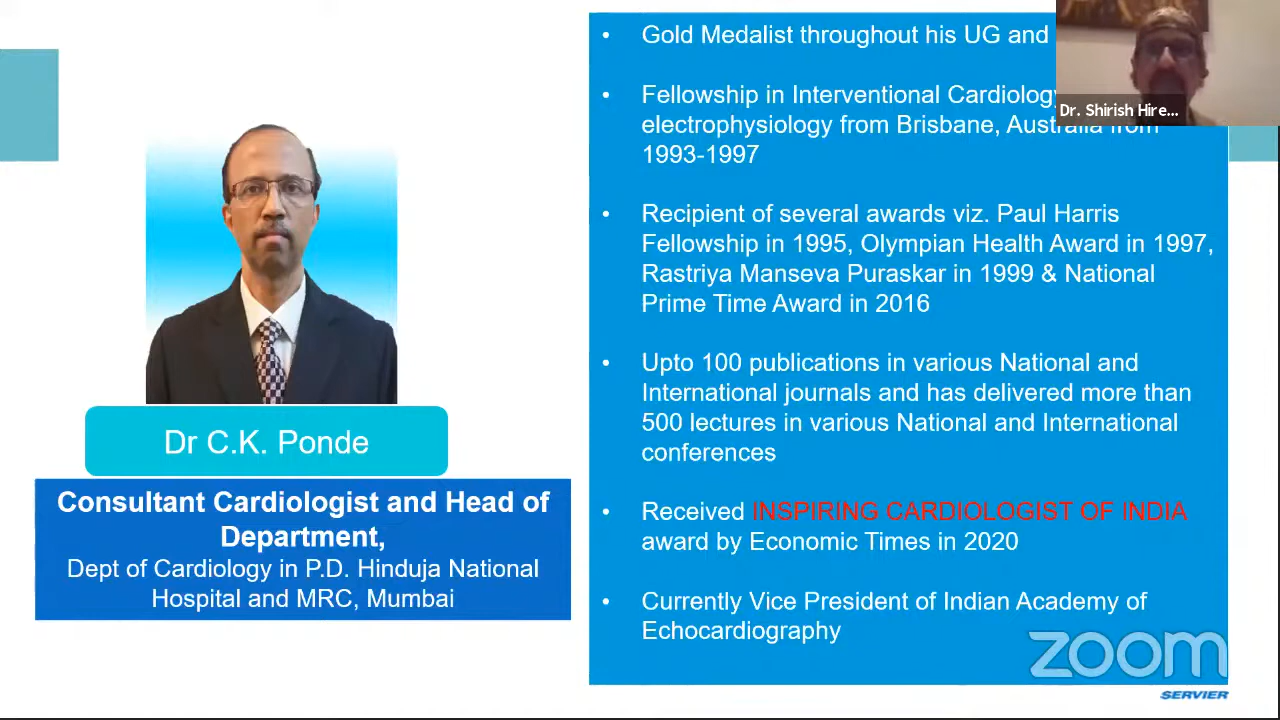 Gold Medalist throughout his UG and
Fellowship in Interventional Cardiology
electrophysiology from Brisbane, Australia from
1993-1997
Recipient of several awards viz. Paul Harris
Fellowship in 1995, Olympian Health Award in 1997,
Rastriya Manseva Puraskar in 1999 & National
Prime Time Award in 2016
Upto 100 publications in various National and
International journals and has delivered more than
500 lectures in various National and International
conferences
Received INSPIRING CARDIOLOGIST OF INDIA
award by Economic Times in 2020
Currently Vice President of Indian Academy of
Echocardiography
Dr. Shirish Hire...
Dr C.K. Ponde
Consultant Cardiologist and Head of
Department,
Dept of Cardiology in P.D. Hinduja National
Hospital and MRC, Mumbai
zoom
SERVIER